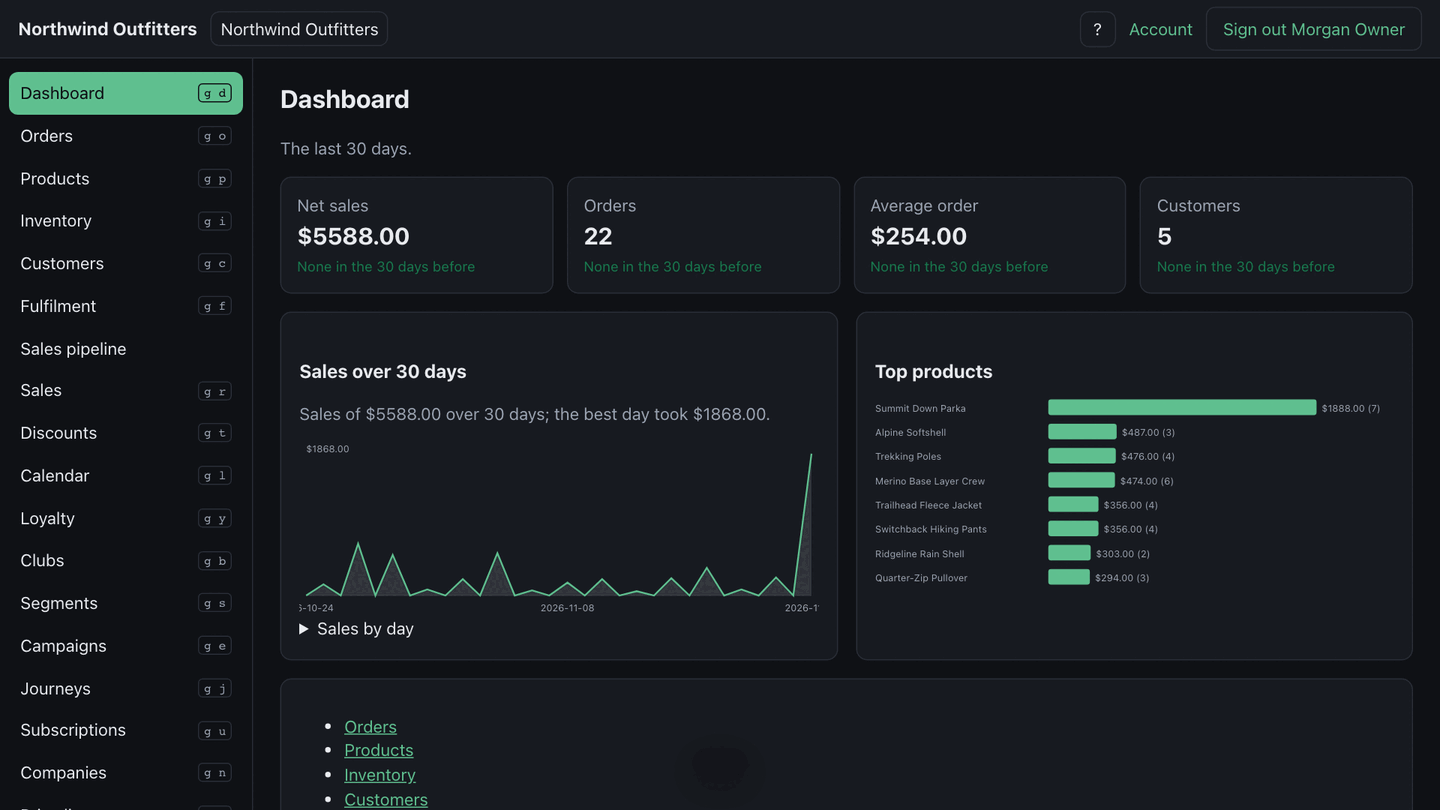 Northwind Outfitters
Northwind Outfitters
?
Account
Sign out Morgan Owner
Dashboard g d
Orders g o
Products g p
Inventory g i
Customers g c
Fulfilment g f
Sales pipeline
Sales g r
Discounts g t
Calendar g l
Loyalty g y
Clubs g b
Segments g s
Campaigns g e
Journeys g j
Subscriptions g u
Companies g n
Dashboard
The last 30 days.
Net sales
$5588.00
None in the 30 days before
Orders
22
None in the 30 days before
Average order
$254.00
None in the 30 days before
Customers
5
None in the 30 days before
Sales over 30 days
Sales of $5588.00 over 30 days; the best day took $1868.00.
$1868.00
-10-24
2026-11-08
2026-1
Sales by day
Top products
Summit Down Parka $1888.00 (7)
Alpine Softshell $487.00 (3)
Trekking Poles $476.00 (4)
Merino Base Layer Crew $474.00 (6)
Trailhead Fleece Jacket $356.00 (4)
Switchback Hiking Pants $356.00 (4)
Ridgeline Rain Shell $303.00 (2)
Quarter-Zip Pullover $294.00 (3)
Orders
Products
Inventory
Customers